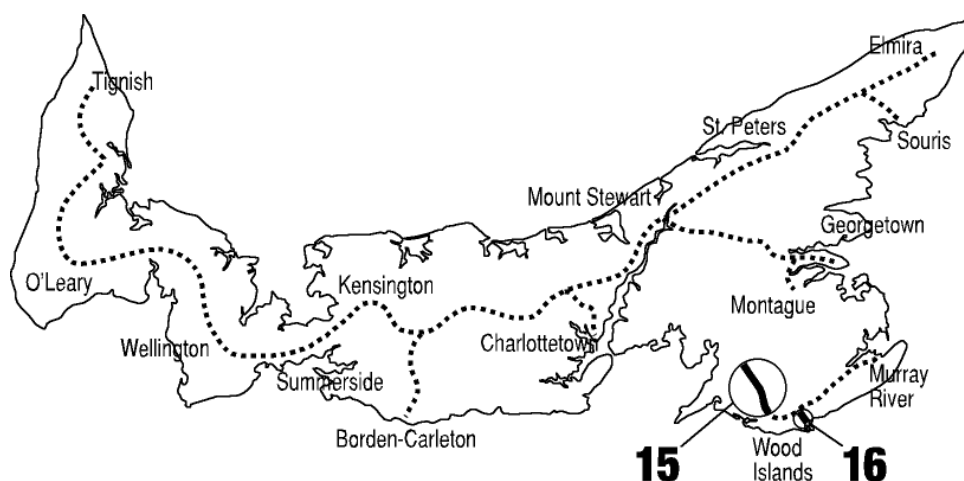 Elmira
Tignish
St. Peters
Souris
Mount Stewart
Georgetown
O'Leary
Kensington
Montague
Wellington
Charlottetown
Summerside
Murray
River
Borden-Carleton
Wood
Islands
15
16